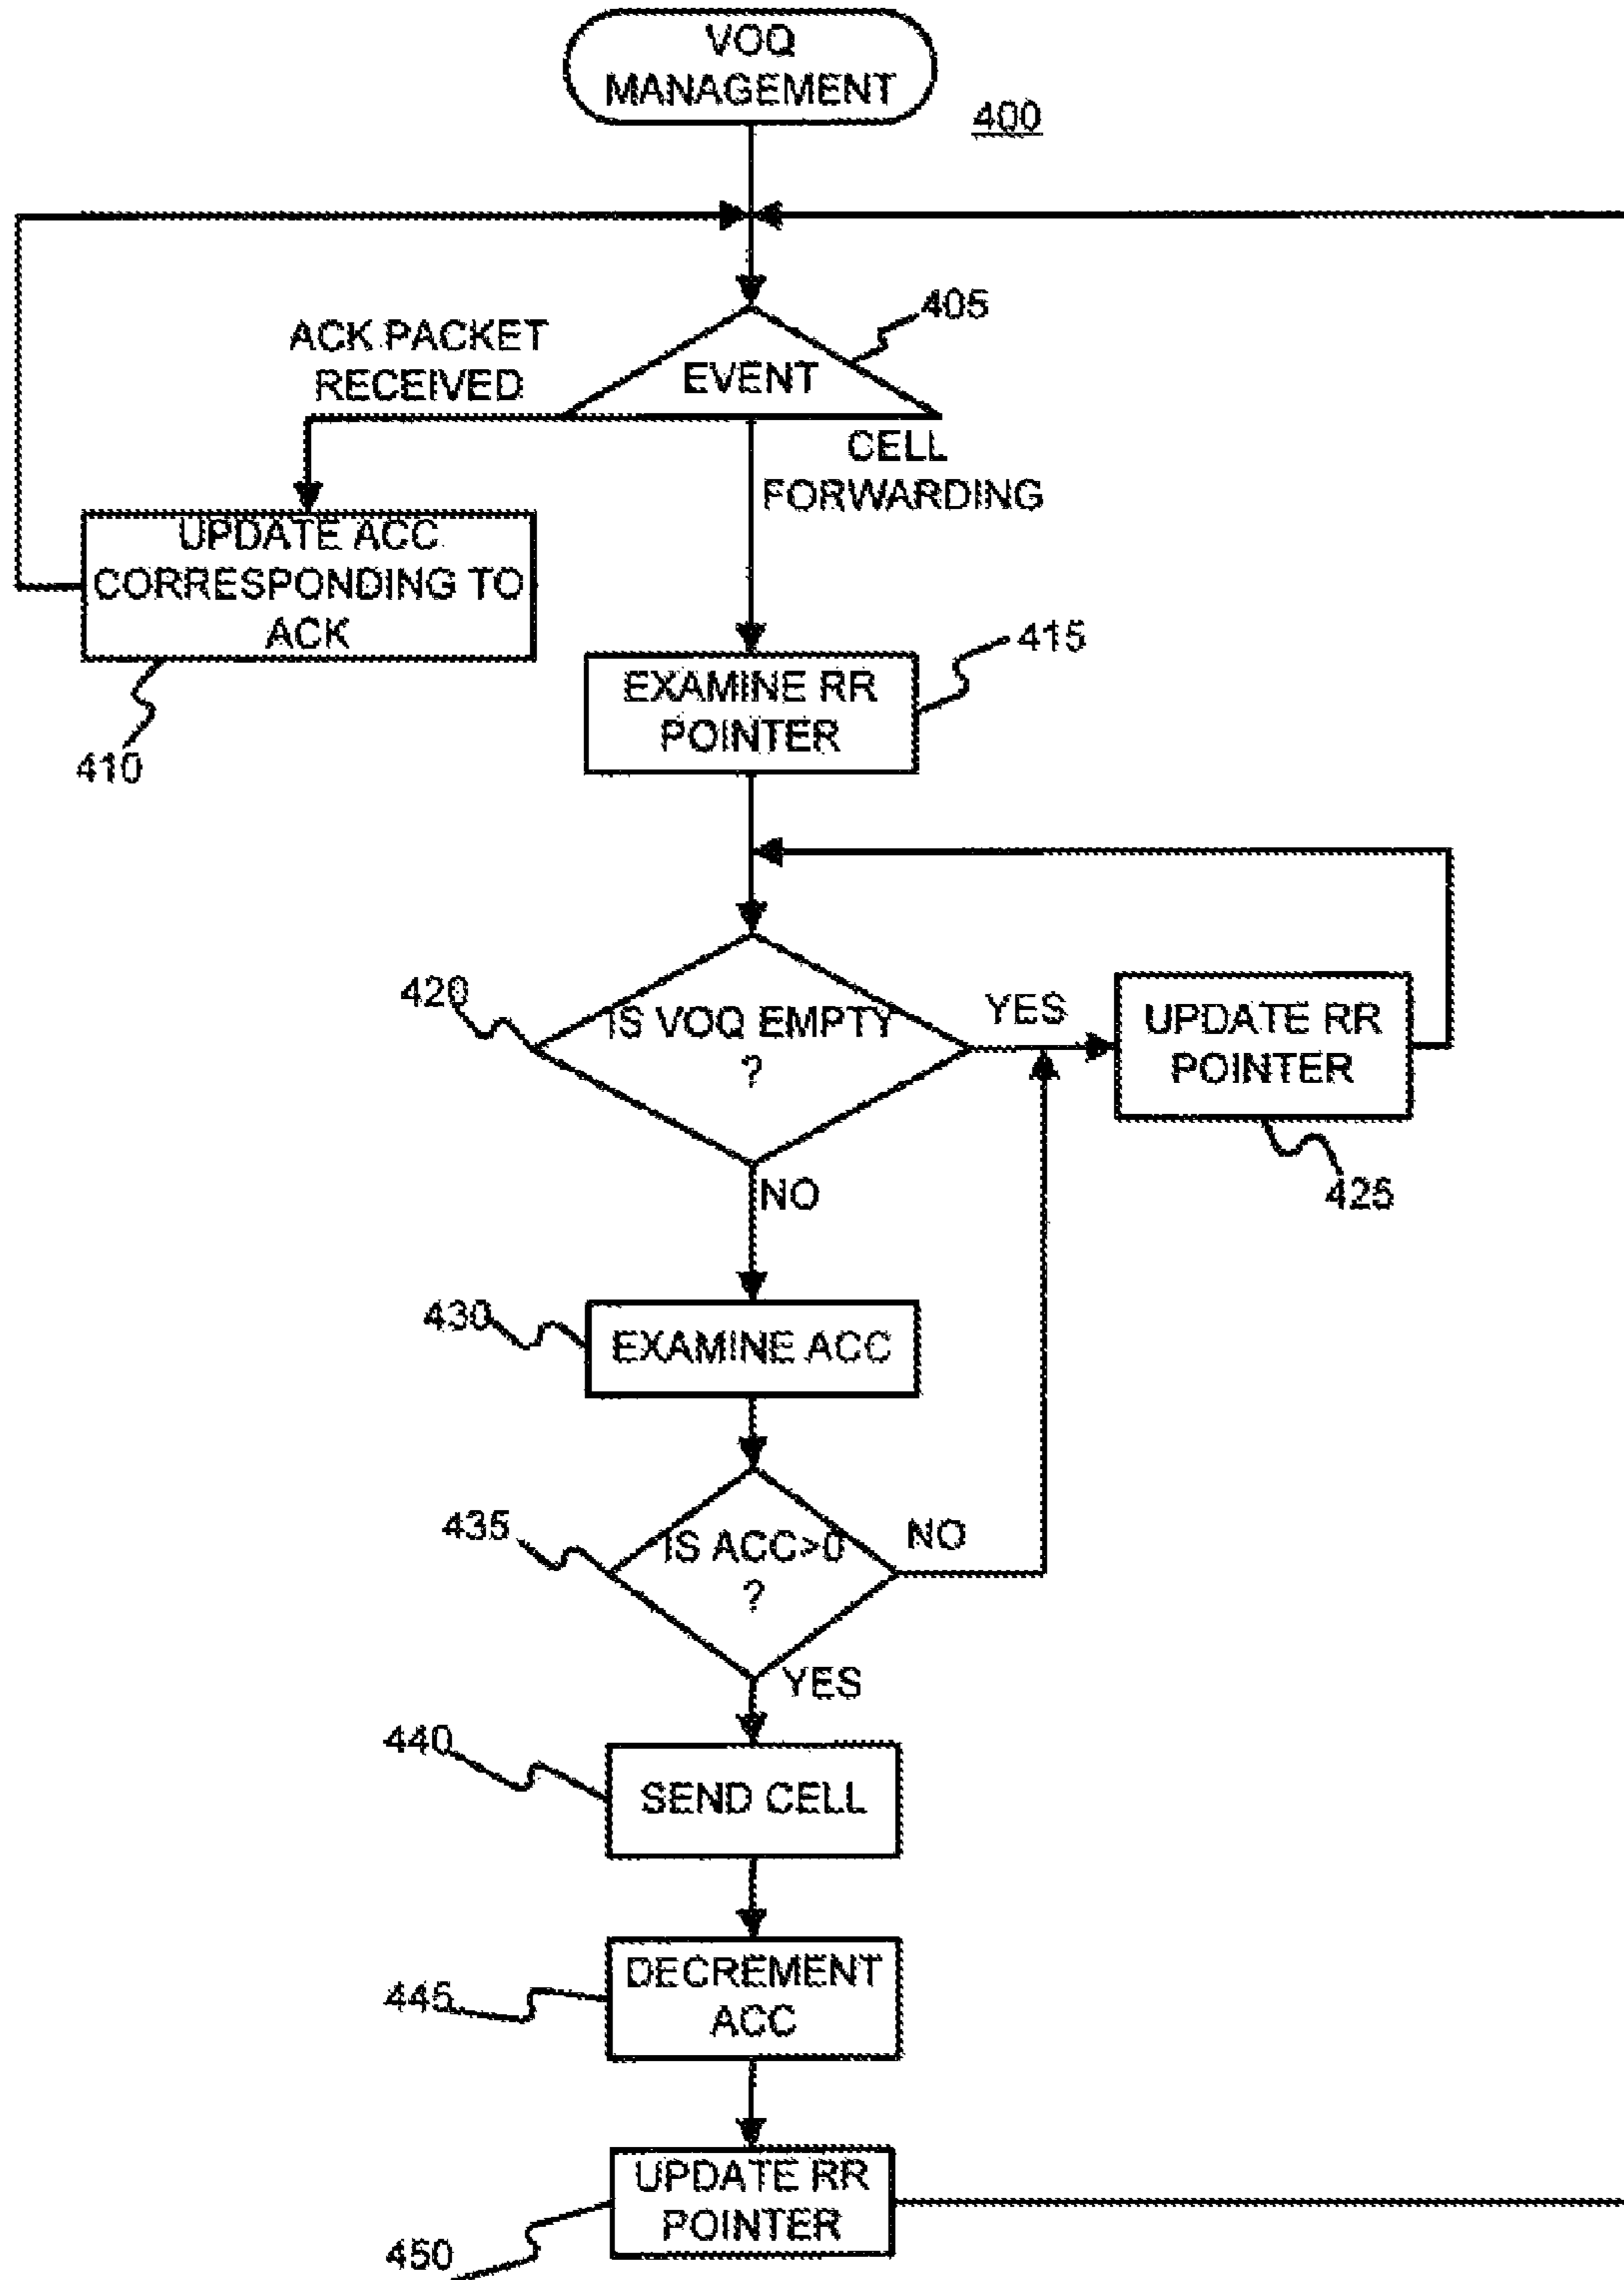 VOQ
MANAGEMENT
400
405
ACK PACKET
RECEIVED
EVENT
CELL
FORWARDING
UPDATE ACC
CORRESPONDING TO
ACK
410
415
EXAMINE RR
POINTER
420
IS VOQ EMPTY
?
YES
UPDATE RR
POINTER
425
NO
430
EXAMINE ACC
435
IS ACC>0
?
NO
YES
440
SEND CELL
445
DECREMENT
ACC
450
UPDATE RR
POINTER